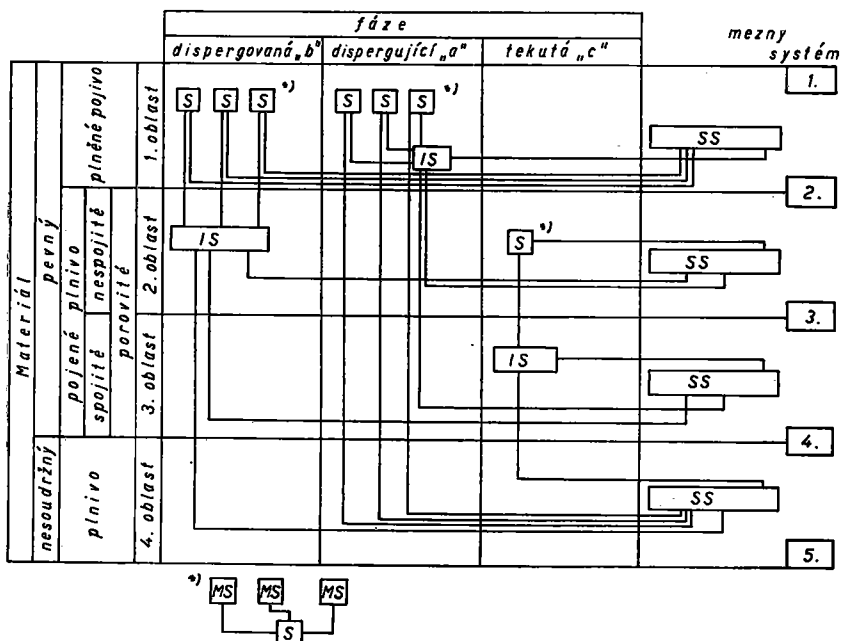 fáze
mezny
systém
dispergovaná„b"
dispergující„a"
tekutá„c"
1.
Materiál
pevný
plněné pojivo
1. oblast
S
S
S
*)
S
S
S
*)
IS
SS
2.
pojené plnivo
nespojité
porovité
2. oblast
IS
S
*)
SS
3.
spojité
3. oblast
IS
SS
4.
nesoudržný
plnivo
4. oblast
SS
5.
*)
MS
MS
MS
S